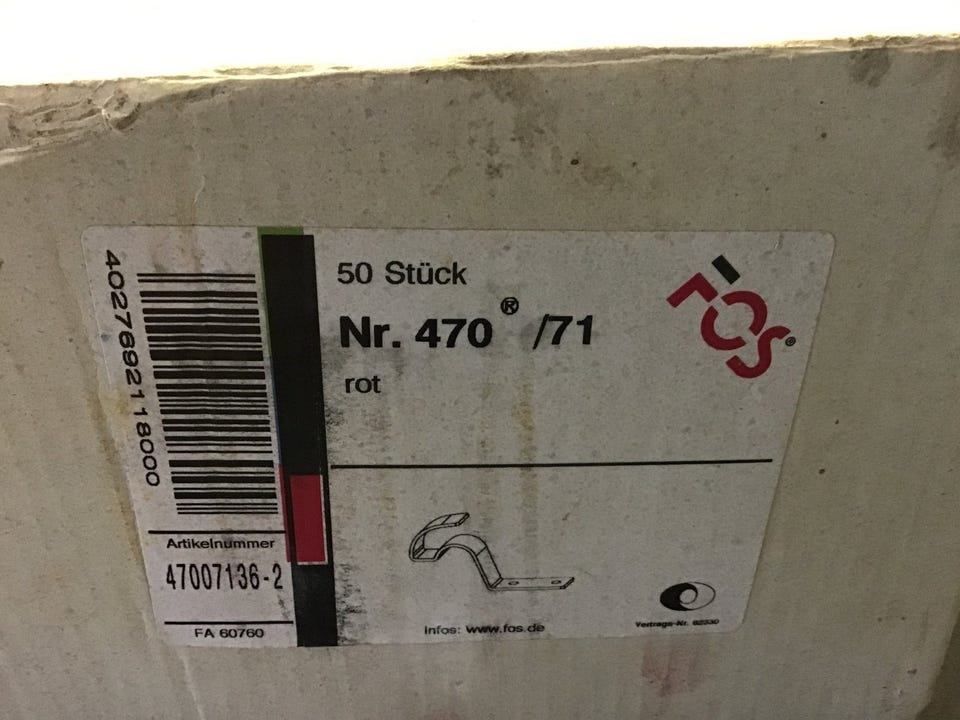 4027692118000
Artikelnummer
47007136-2
FA 60760
50 Stück
Nr. 470® /71
rot
FOS®
Infos: www.fos.de
Vertrags-Nr. 62330